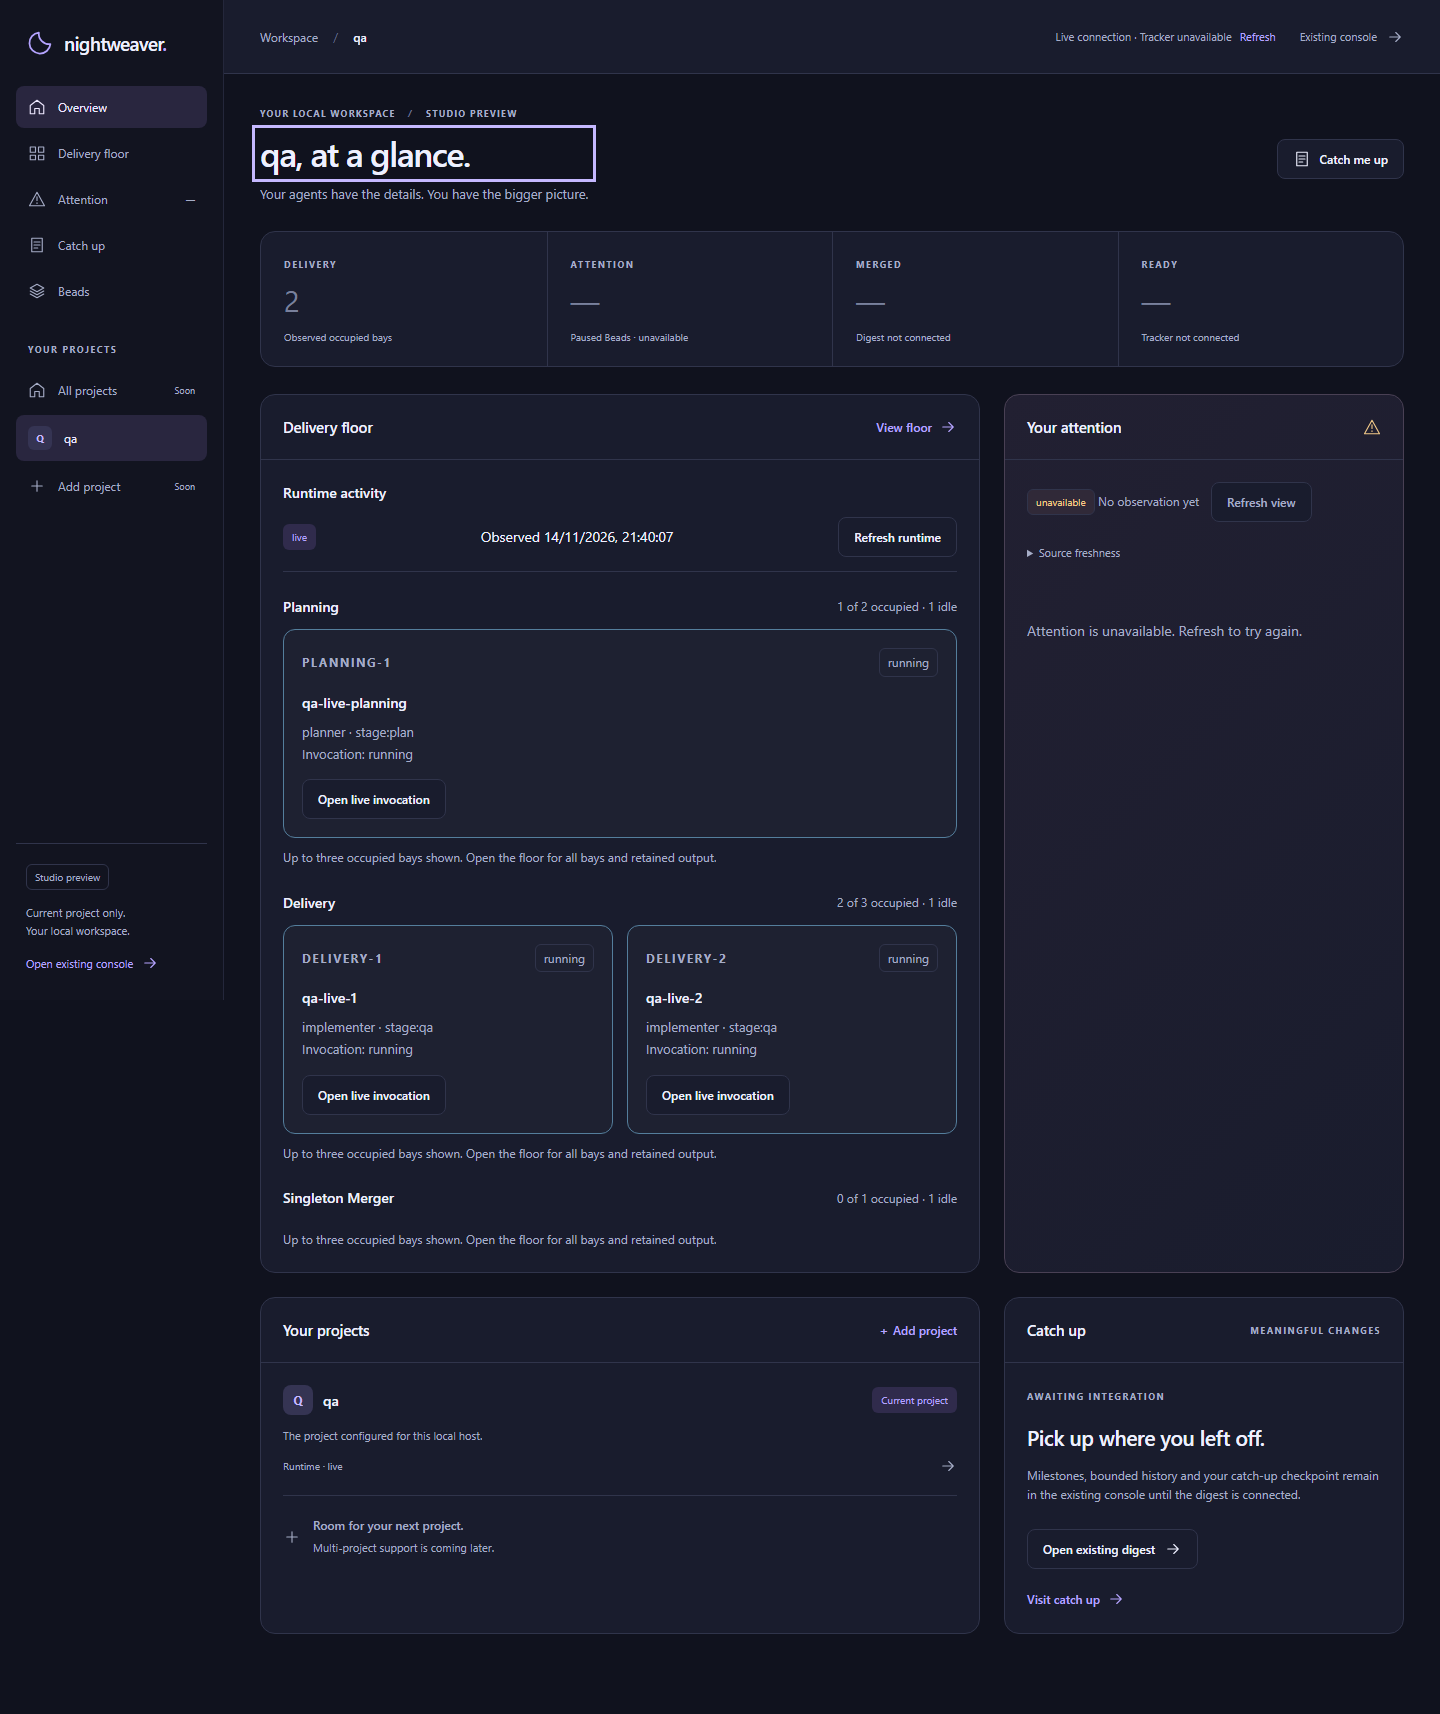 nightweaver.
Overview
Delivery floor
Attention —
Catch up
Beads
YOUR PROJECTS
All projects Soon
Q qa
Add project Soon
Studio preview
Current project only.
Your local workspace.
Open existing console →
Workspace / qa
Live connection · Tracker unavailable Refresh Existing console →
YOUR LOCAL WORKSPACE / STUDIO PREVIEW
qa, at a glance.
Your agents have the details. You have the bigger picture.
Catch me up
DELIVERY
2
Observed occupied bays
ATTENTION
—
Paused Beads · unavailable
MERGED
—
Digest not connected
READY
—
Tracker not connected
Delivery floor View floor →
Runtime activity
live Observed 14/11/2026, 21:40:07 Refresh runtime
Planning 1 of 2 occupied · 1 idle
PLANNING-1 running
qa-live-planning
planner · stage:plan
Invocation: running
Open live invocation
Up to three occupied bays shown. Open the floor for all bays and retained output.
Delivery 2 of 3 occupied · 1 idle
DELIVERY-1 running
qa-live-1
implementer · stage:qa
Invocation: running
Open live invocation
DELIVERY-2 running
qa-live-2
implementer · stage:qa
Invocation: running
Open live invocation
Up to three occupied bays shown. Open the floor for all bays and retained output.
Singleton Merger 0 of 1 occupied · 1 idle
Up to three occupied bays shown. Open the floor for all bays and retained output.
Your attention
unavailable No observation yet Refresh view
▶ Source freshness
Attention is unavailable. Refresh to try again.
Your projects + Add project
Q qa Current project
The project configured for this local host.
Runtime · live →
Room for your next project.
Multi-project support is coming later.
Catch up MEANINGFUL CHANGES
AWAITING INTEGRATION
Pick up where you left off.
Milestones, bounded history and your catch-up checkpoint remain
in the existing console until the digest is connected.
Open existing digest →
Visit catch up →